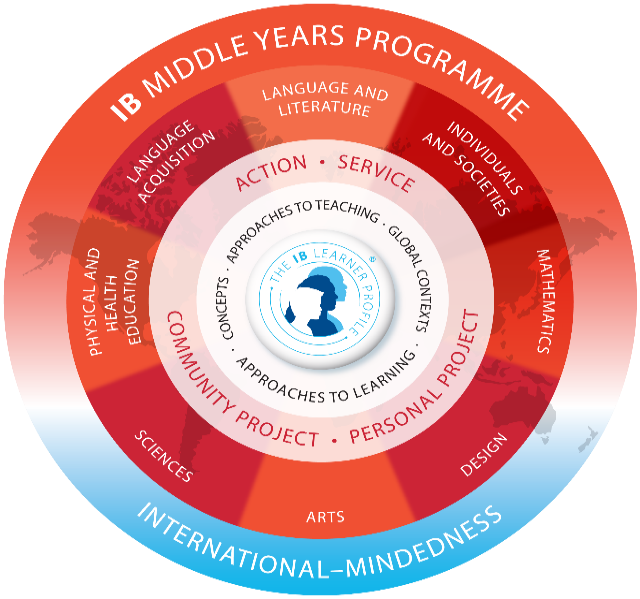 IB MIDDLE YEARS PROGRAMME
LANGUAGE AND
LITERATURE
INDIVIDUALS
AND SOCIETIES
MATHEMATICS
DESIGN
ARTS
SCIENCES
PHYSICAL AND
HEALTH
EDUCATION
LANGUAGE
ACQUISITION
ACTION • SERVICE
COMMUNITY PROJECT • PERSONAL PROJECT
APPROACHES TO TEACHING · GLOBAL CONTEXTS ·
APPROACHES TO LEARNING · CONCEPTS ·
THE IB LEARNER PROFILE
®
INTERNATIONAL–MINDEDNESS